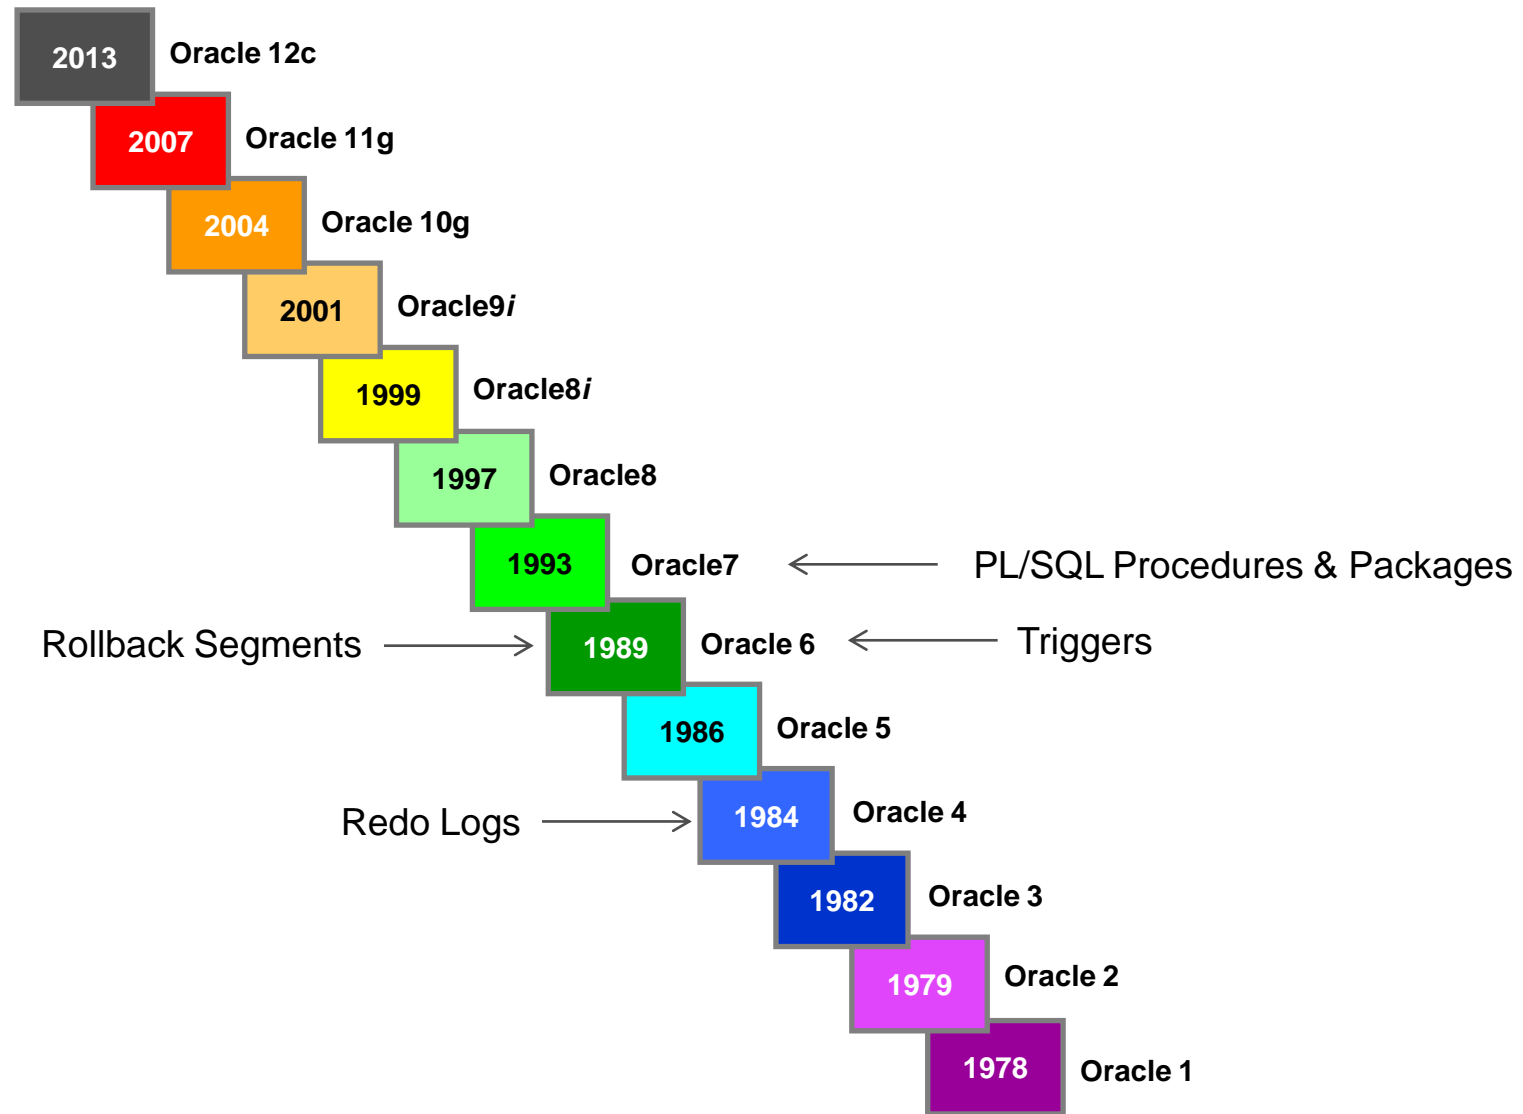 2013 Oracle 12c
2007 Oracle 11g
2004 Oracle 10g
2001 Oracle9i
1999 Oracle8i
1997 Oracle8
1993 Oracle7 PL/SQL Procedures & Packages
Rollback Segments 1989 Oracle 6 Triggers
1986 Oracle 5
Redo Logs 1984 Oracle 4
1982 Oracle 3
1979 Oracle 2
1978 Oracle 1